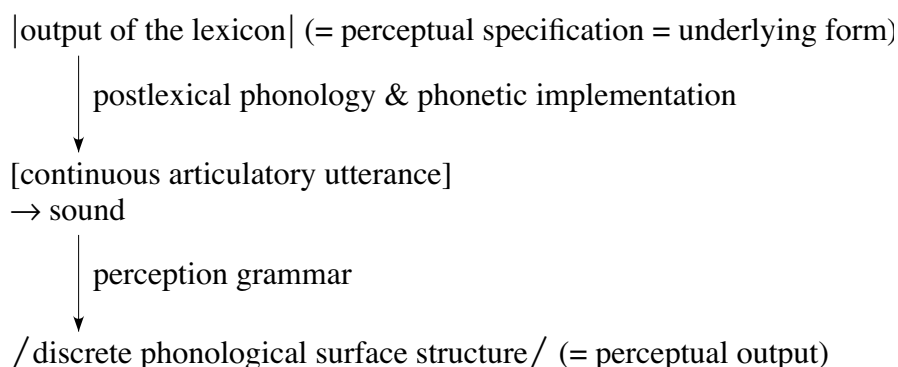 |output of the lexicon| (= perceptual specification = underlying form)
postlexical phonology & phonetic implementation
[continuous articulatory utterance]
→ sound
perception grammar
/discrete phonological surface structure/ (= perceptual output)